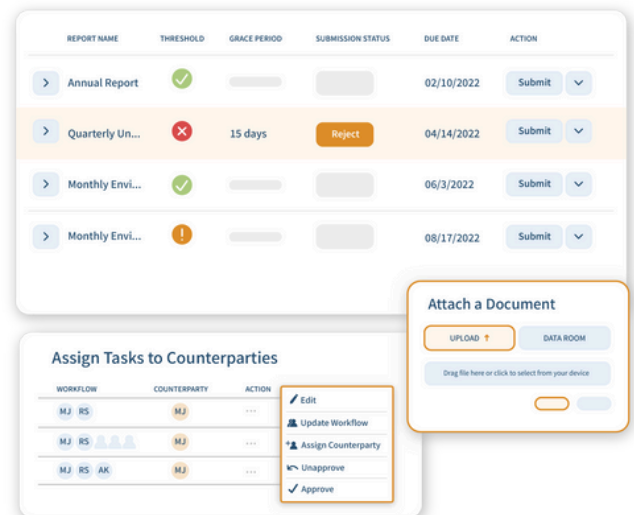 REPORT NAME THRESHOLD GRACE PERIOD SUBMISSION STATUS DUE DATE ACTION
Annual Report 02/10/2022 Submit
Quarterly Un... 15 days Reject 04/14/2022 Submit
Monthly Envi... 06/3/2022 Submit
Monthly Envi... 08/17/2022 Submit
Attach a Document
UPLOAD DATA ROOM
Drag file here or click to select from your device
Assign Tasks to Counterparties
WORKFLOW COUNTERPARTY ACTION
MJ RS MJ ...
MJ RS MJ ...
MJ RS AK MJ ...
Edit
Update Workflow
Assign Counterparty
Unapprove
Approve